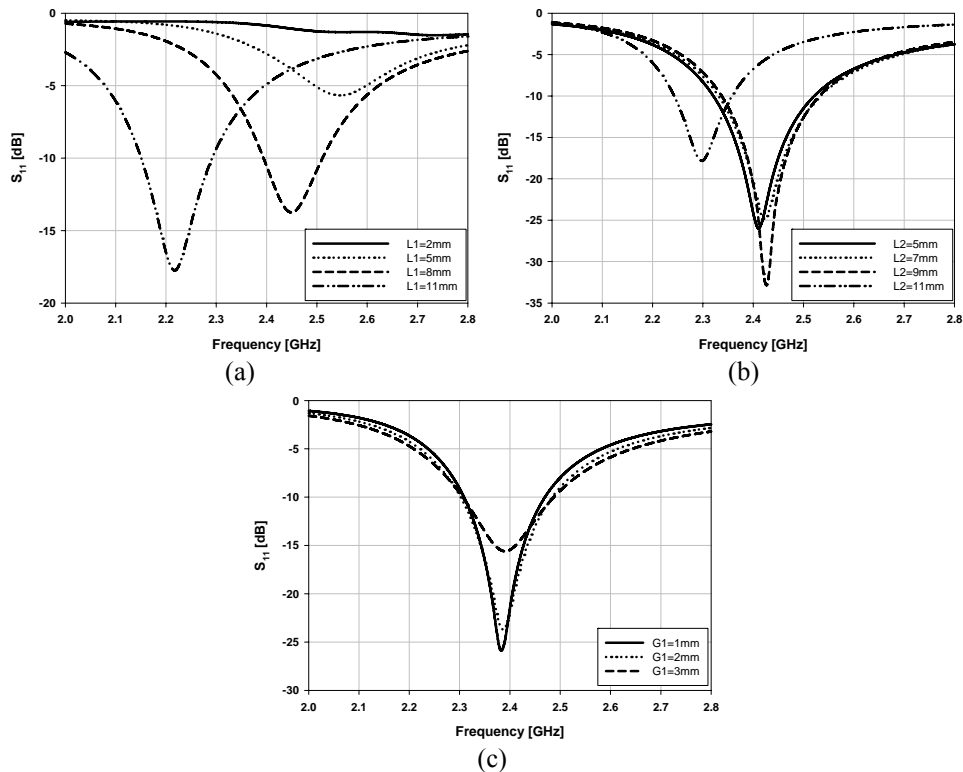 0
-5
-10
-15
-20
S11 [dB]
L1=2mm
L1=5mm
L1=8mm
L1=11mm
2.0 2.1 2.2 2.3 2.4 2.5 2.6 2.7 2.8
Frequency [GHz]
(a)
0
-5
-10
-15
-20
-25
-30
-35
S11 [dB]
L2=5mm
L2=7mm
L2=9mm
L2=11mm
2.0 2.1 2.2 2.3 2.4 2.5 2.6 2.7 2.8
Frequency [GHz]
(b)
0
-5
-10
-15
-20
-25
-30
S11 [dB]
G1=1mm
G1=2mm
G1=3mm
2.0 2.1 2.2 2.3 2.4 2.5 2.6 2.7 2.8
Frequency [GHz]
(c)